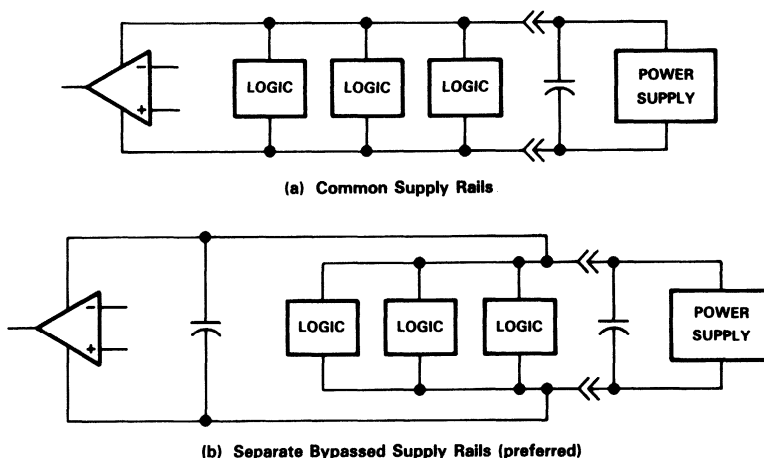 −
+
LOGIC
LOGIC
LOGIC
POWER
SUPPLY
(a) Common Supply Rails
−
+
LOGIC
LOGIC
LOGIC
POWER
SUPPLY
(b) Separate Bypassed Supply Rails (preferred)